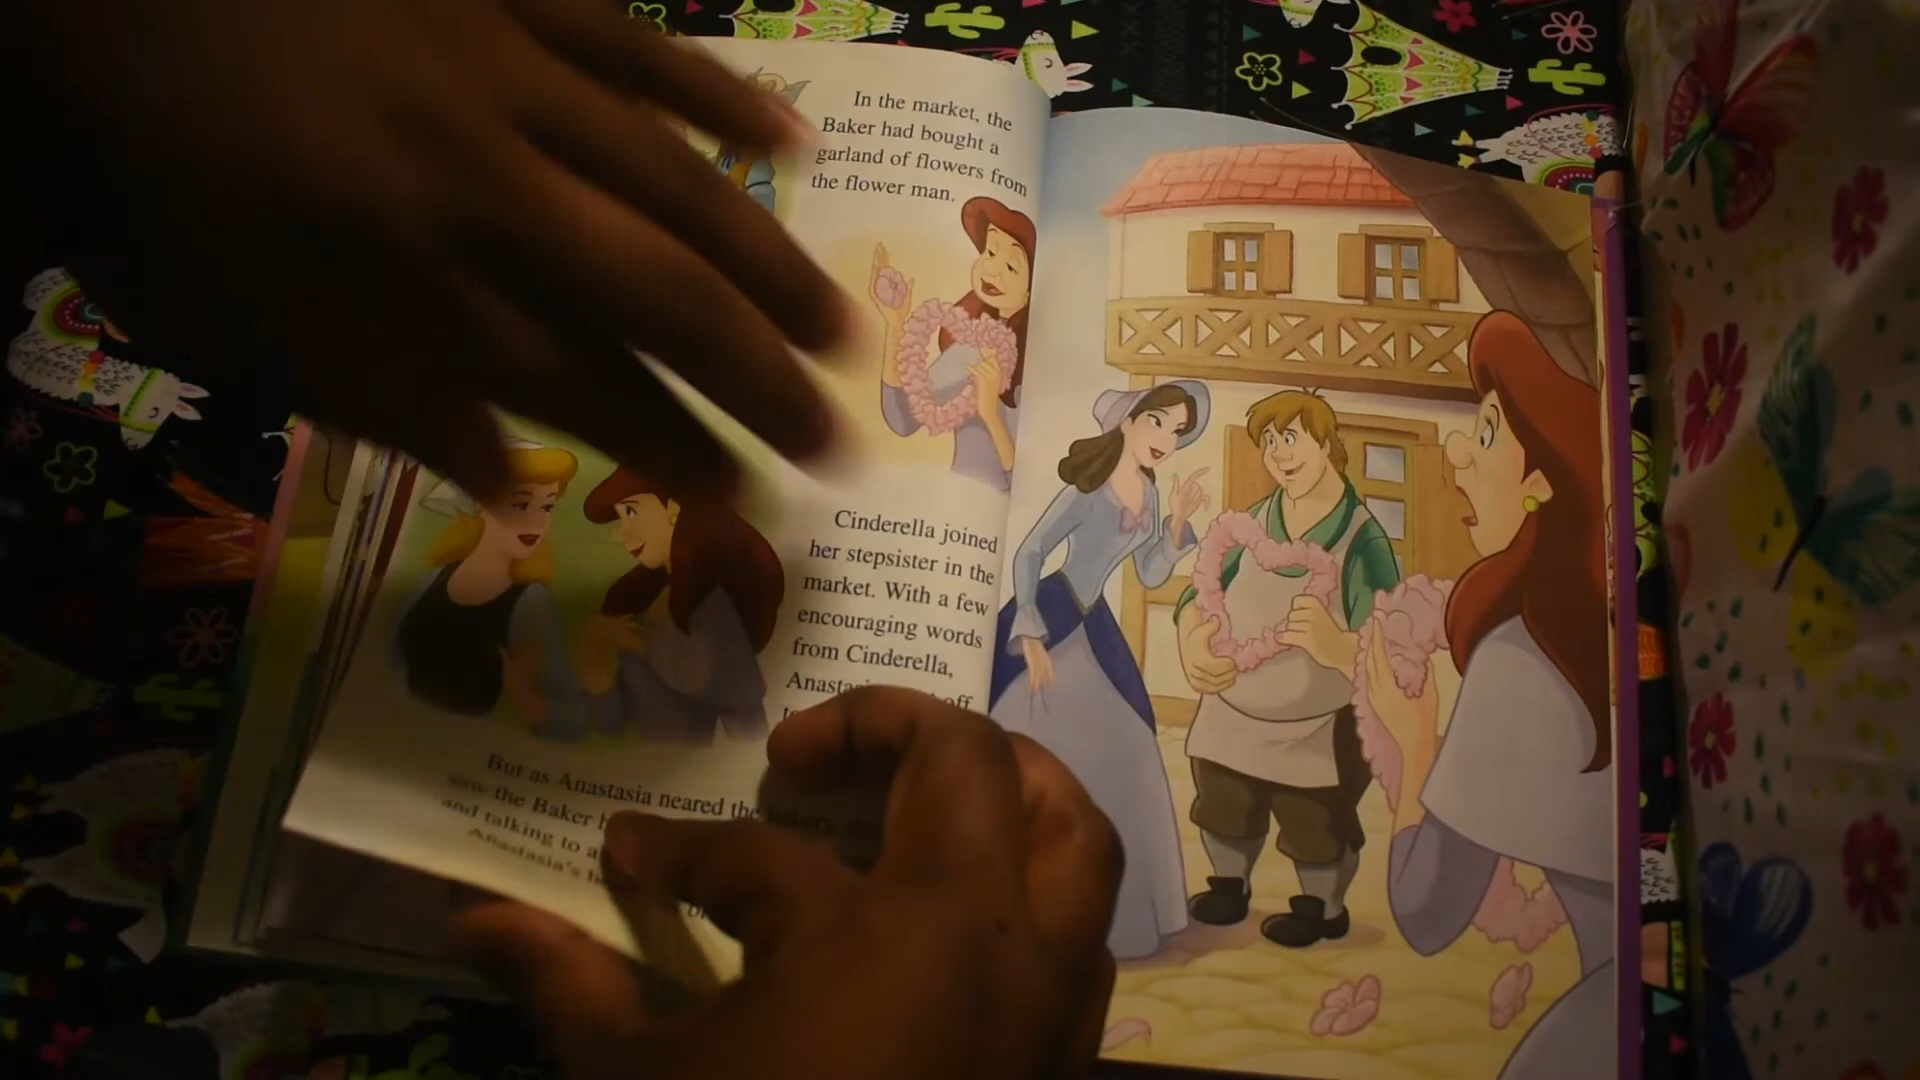 In the market, the
Baker had bought a
garland of flowers from
the flower man.
Cinderella joined
her stepsister in the
market. With a few
encouraging words
from Cinderella,
off
But as Anastasia neared the
saw the Baker
and talking to
Anastasia's